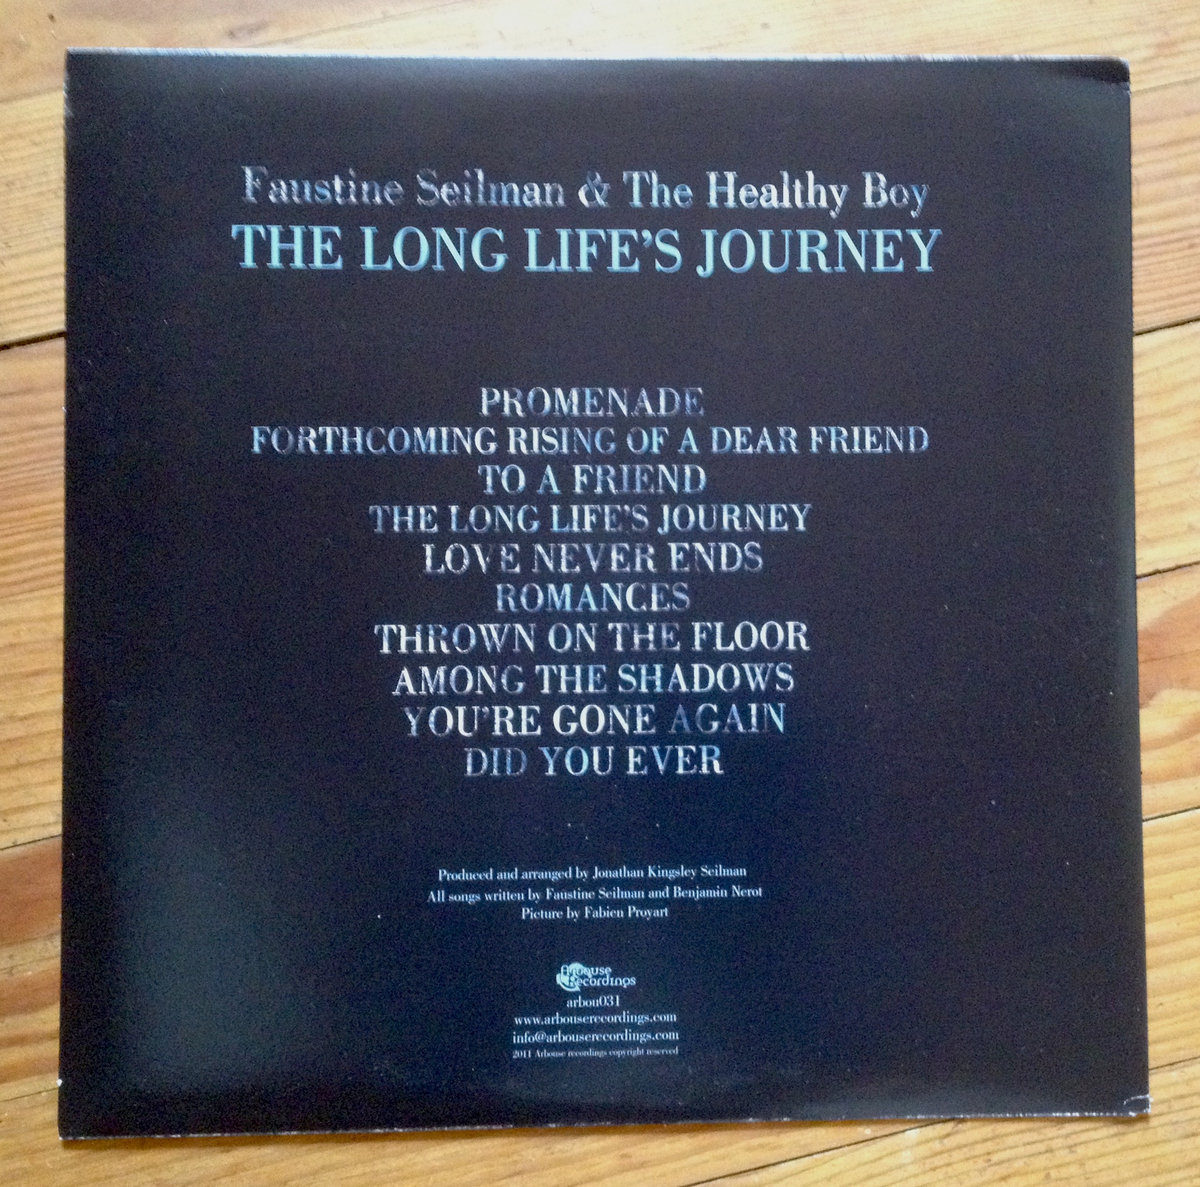 Faustine Seilman & The Healthy Boy
THE LONG LIFE'S JOURNEY
PROMENADE
FORTHCOMING RISING OF A DEAR FRIEND
TO A FRIEND
THE LONG LIFE'S JOURNEY
LOVE NEVER ENDS
ROMANCES
THROWN ON THE FLOOR
AMONG THE SHADOWS
YOU'RE GONE AGAIN
DID YOU EVER
Produced and arranged by Jonathan Kingsley Seilman
All songs written by Faustine Seilman and Benjamin Nerot
Picture by Fabien Proyart
Arbouse
Recordings
arbou031
www.arbouserecordings.com
info@arbouserecordings.com
2011 Arbouse recordings copyright reserved